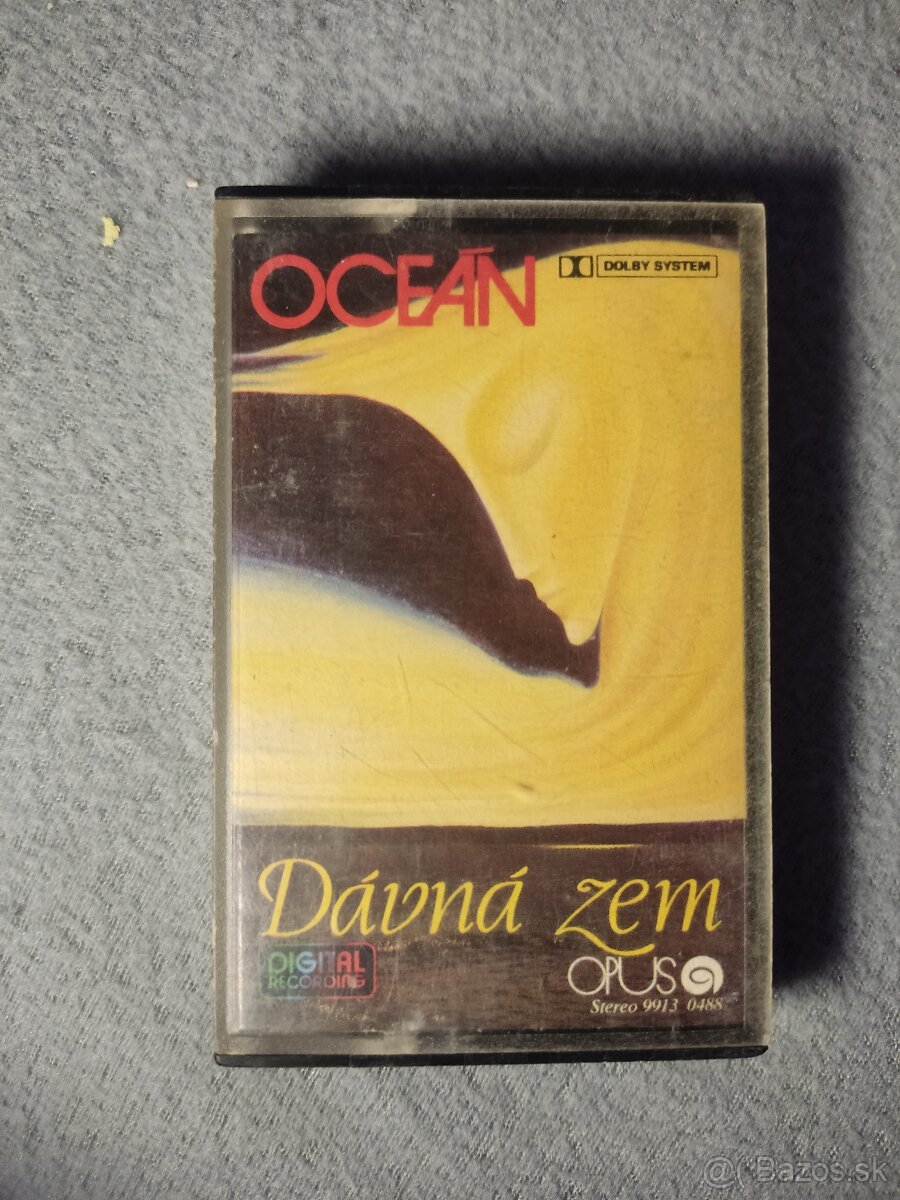 OCEÁN
DOLBY SYSTEM
Dávná zem
DIGITAL
RECORDING
OPUS
Stereo 9913 0488
@( Bazos.sk